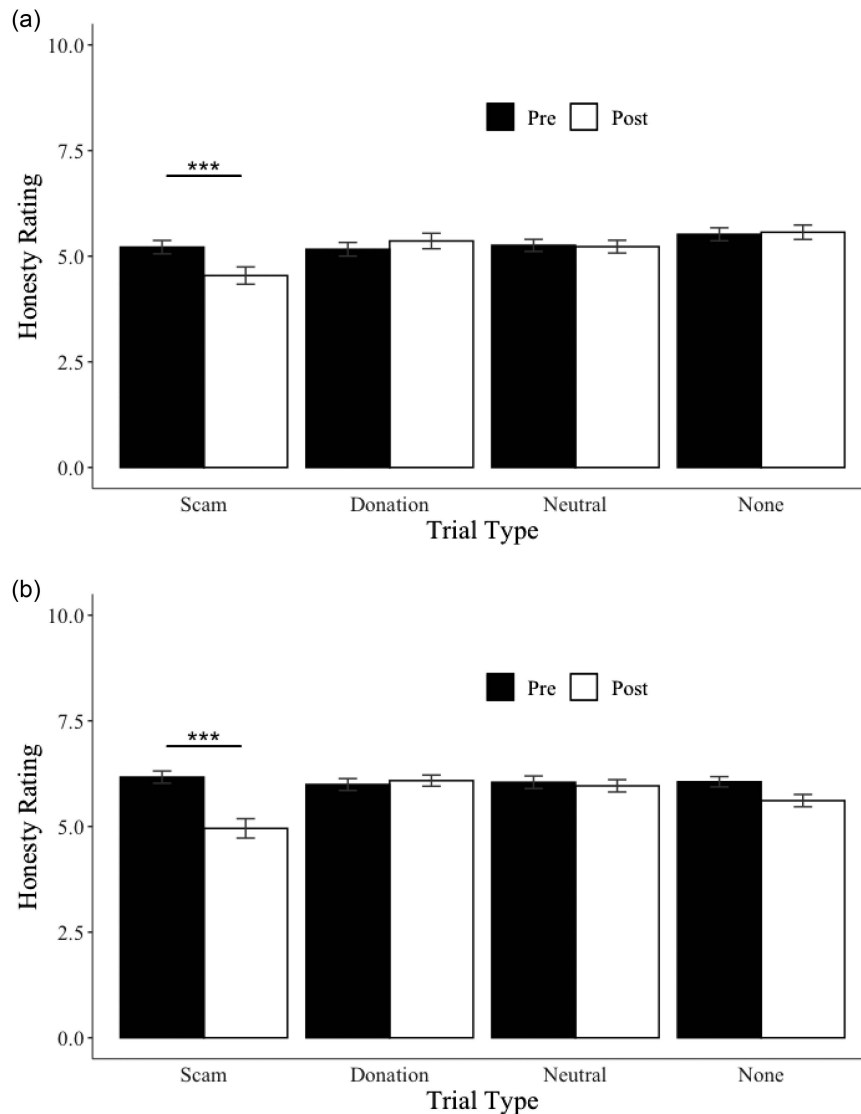 (a)
10.0
Pre Post
7.5
***
Honesty Rating
5.0
2.5
0.0
Scam Donation Neutral None
Trial Type
(b)
10.0
Pre Post
7.5
***
Honesty Rating
5.0
2.5
0.0
Scam Donation Neutral None
Trial Type